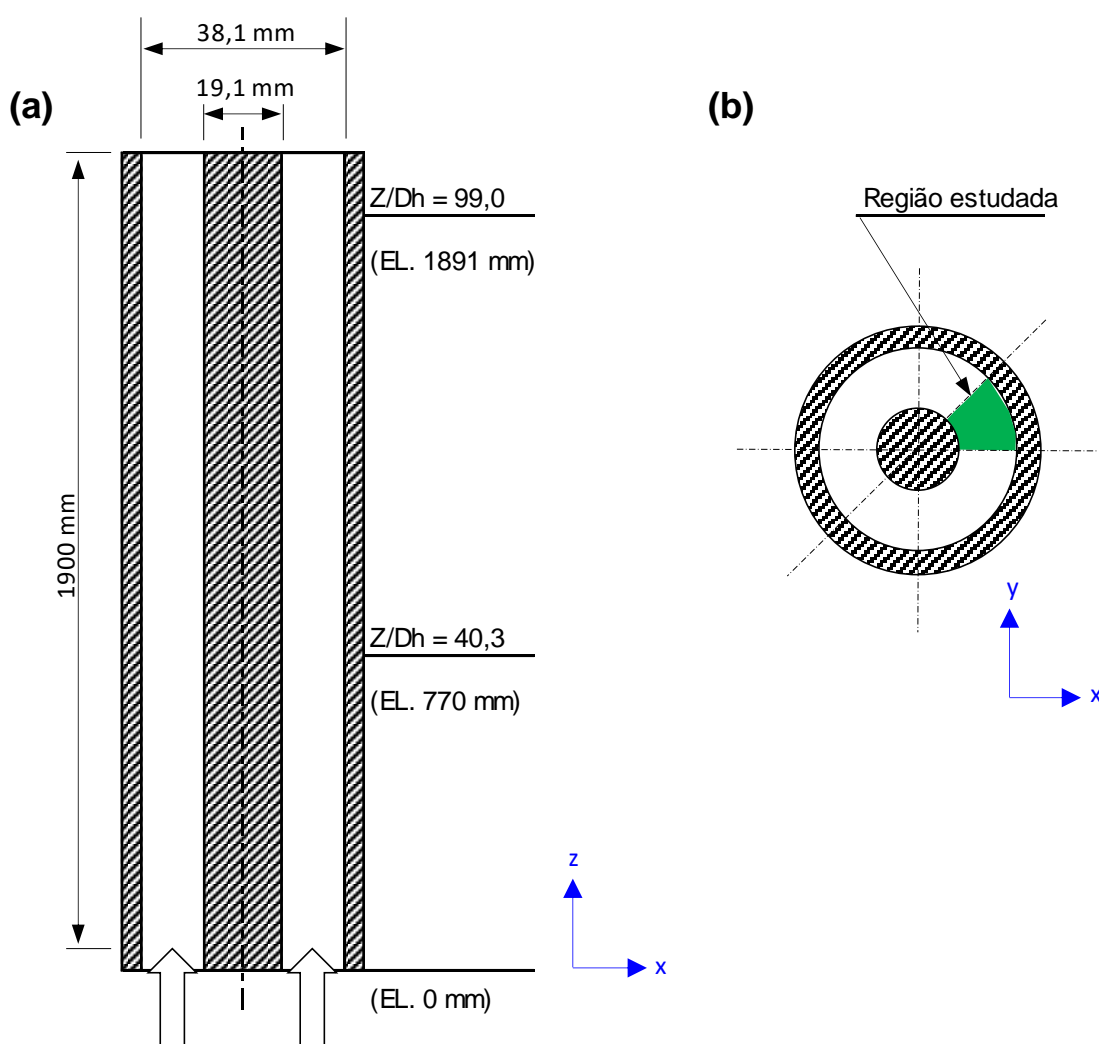 38,1 mm
19,1 mm
(a)
(b)
Z/Dh = 99,0
Região estudada
(EL. 1891 mm)
1900 mm
Z/Dh = 40,3
(EL. 770 mm)
y
x
z
x
(EL. 0 mm)